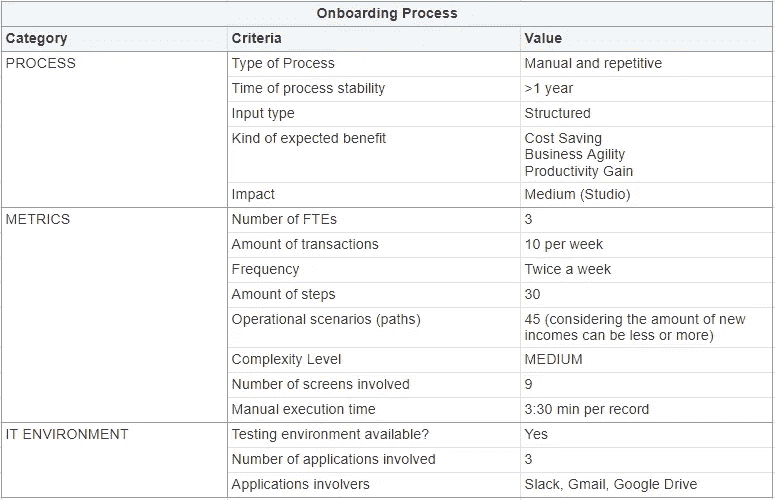 Onboarding Process
Category Criteria Value
PROCESS Type of Process Manual and repetitive
Time of process stability >1 year
Input type Structured
Kind of expected benefit Cost Saving
Business Agility
Productivity Gain
Impact Medium (Studio)
METRICS Number of FTEs 3
Amount of transactions 10 per week
Frequency Twice a week
Amount of steps 30
Operational scenarios (paths) 45 (considering the amount of new
incomes can be less or more)
Complexity Level MEDIUM
Number of screens involved 9
Manual execution time 3:30 min per record
IT ENVIRONMENT Testing environment available? Yes
Number of applications involved 3
Applications involvers Slack, Gmail, Google Drive